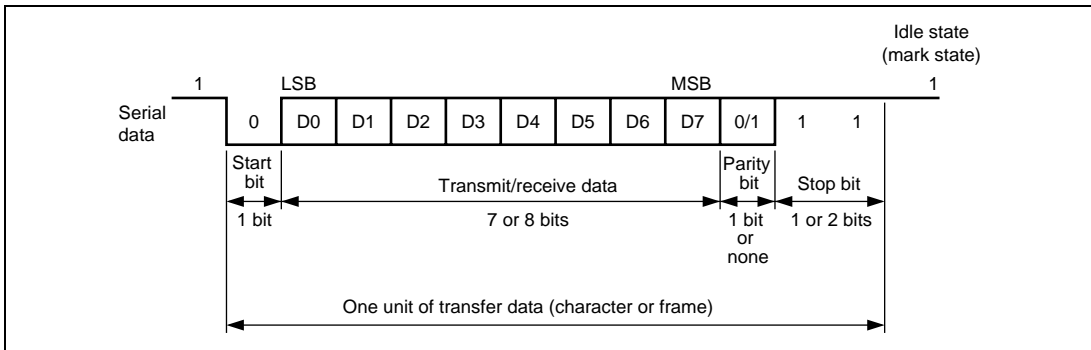 Idle state
(mark state)
1 LSB MSB 1
Serial
data
0 D0 D1 D2 D3 D4 D5 D6 D7 0/1 1 1
Start
bit
Transmit/receive data
Parity
bit
Stop bit
1 bit
7 or 8 bits
1 bit
or
none
1 or 2 bits
One unit of transfer data (character or frame)